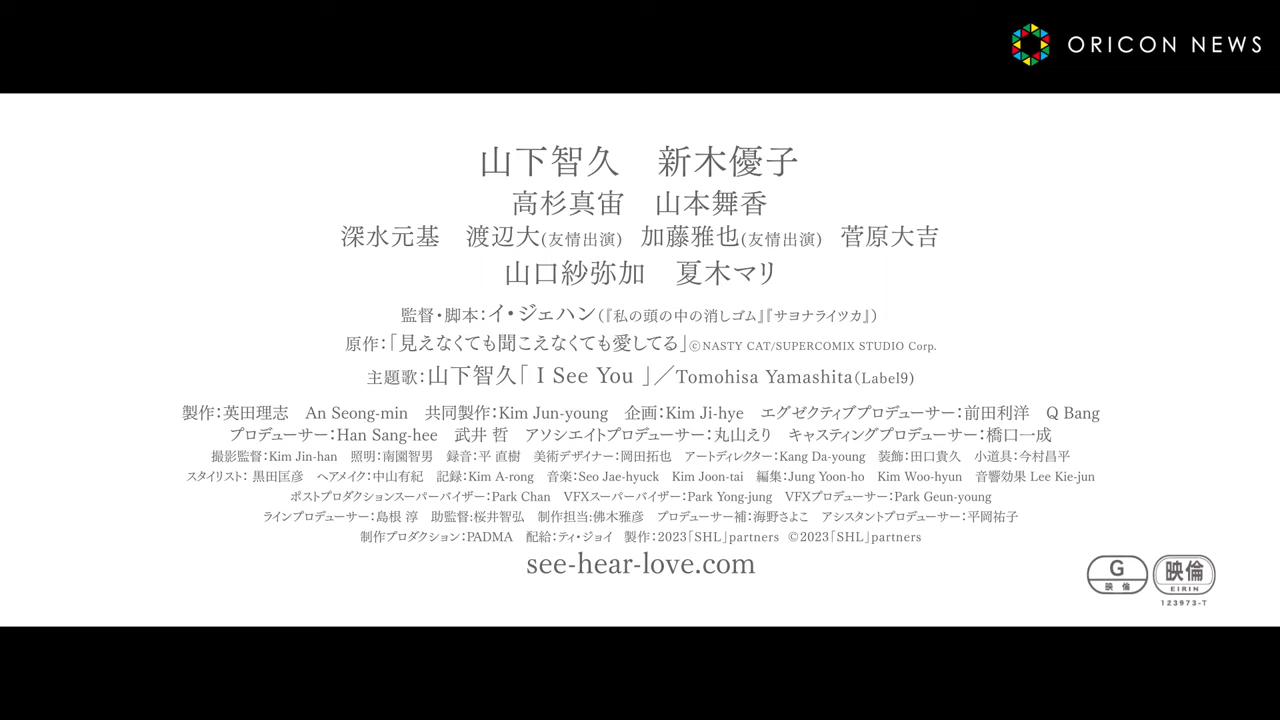 ORICON NEWS
山下智久　新木優子
高杉真宙　山本舞香
深水元基　渡辺大(友情出演)　加藤雅也(友情出演)　菅原大吉
山口紗弥加　夏木マリ
監督・脚本：イ・ジェハン（『私の頭の中の消しゴム』『サヨナライツカ』）
原作：「見えなくても聞こえなくても愛してる」©NASTY CAT/SUPERCOMIX STUDIO Corp.
主題歌：山下智久「 I See You 」／Tomohisa Yamashita（Label9）
製作：英田理志　An Seong-min　共同製作：Kim Jun-young　企画：Kim Ji-hye　エグゼクティブプロデューサー：前田利洋　Q Bang
プロデューサー：Han Sang-hee　武井 哲　アソシエイトプロデューサー：丸山えり　キャスティングプロデューサー：橋口一成
撮影監督：Kim Jin-han　照明：南園智男　録音：平 直樹　美術デザイナー：岡田拓也　アートディレクター：Kang Da-young　装飾：田口貴久　小道具：今村昌平
スタイリスト： 黒田匡彦　ヘアメイク：中山有紀　記録：Kim A-rong　音楽：Seo Jae-hyuck　Kim Joon-tai　編集：Jung Yoon-ho　Kim Woo-hyun　音響効果 Lee Kie-jun
ポストプロダクションスーパーバイザー：Park Chan　VFXスーパーバイザー：Park Yong-jung　VFXプロデューサー：Park Geun-young
ラインプロデューサー：島根 淳　助監督：桜井智弘　制作担当：佛木雅彦　プロデューサー補：海野さよこ　アシスタントプロデューサー：平岡祐子
制作プロダクション：PADMA　配給：ティ・ジョイ　製作：2023「SHL」partners　©2023「SHL」partners
see-hear-love.com
G
映倫
映倫
EIRIN
123973-T